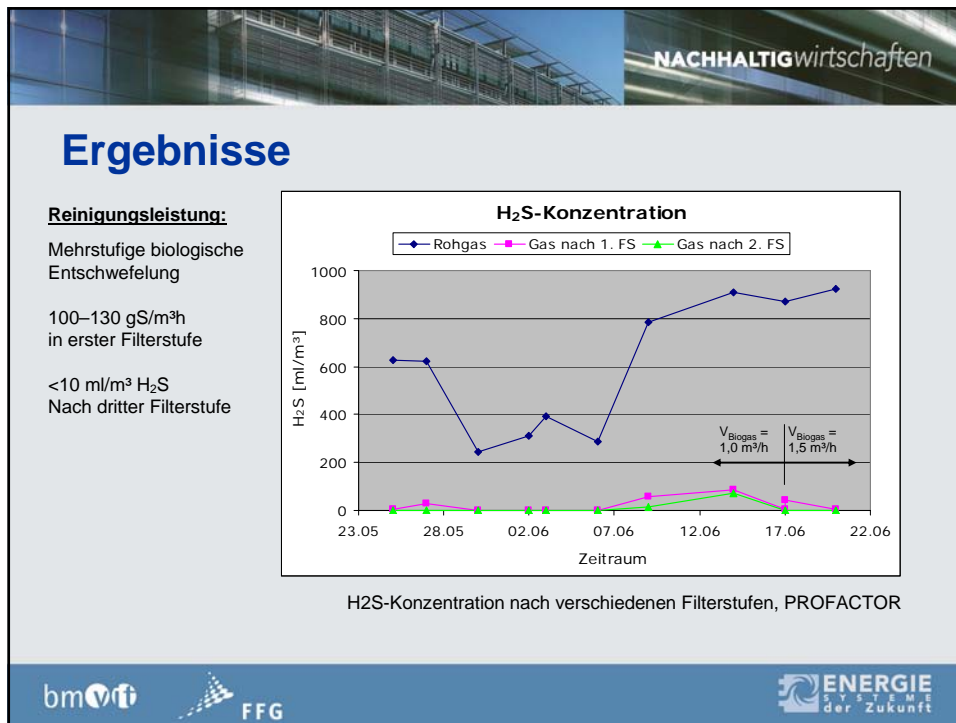 NACHHALTIGwirtschaften
Ergebnisse
Reinigungsleistung:
Mehrstufige biologische
Entschwefelung
100–130 gS/m³h
in erster Filterstufe
<10 ml/m³ H₂S
Nach dritter Filterstufe
H₂S-Konzentration
Rohgas Gas nach 1. FS Gas nach 2. FS
H₂S [ml/m³]
1000
800
600
400
200
0
V_Biogas = V_Biogas =
1,0 m³/h 1,5 m³/h
23.05 28.05 02.06 07.06 12.06 17.06 22.06
Zeitraum
H2S-Konzentration nach verschiedenen Filterstufen, PROFACTOR
bmvit
FFG
ENERGIE
SYSTEME
der Zukunft